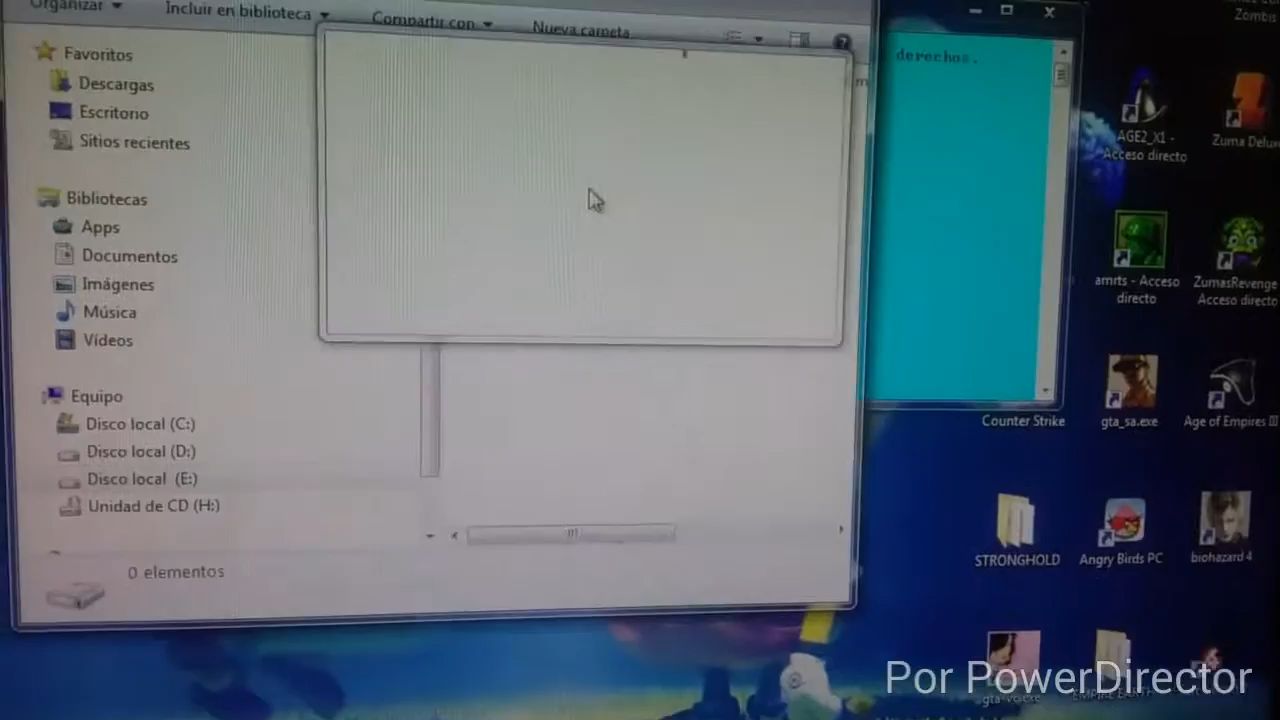 Organizar
Incluir en biblioteca
Compartir con
Nueva carpeta
Favoritos
Descargas
Escritorio
Sitios recientes
Bibliotecas
Apps
Documentos
Imágenes
Música
Vídeos
Equipo
Disco local (C:)
Disco local (D:)
Disco local (E:)
Unidad de CD (H:)
0 elementos
derechos.
Zombis
AGE2_X1 -
Acceso directo
Zuma Deluxe
amrts - Acceso
directo
ZumasRevenge
Acceso directo
Counter Strike
gta_sa.exe
Age of Empires III
STRONGHOLD
Angry Birds PC
biohazard 4
Por PowerDirector